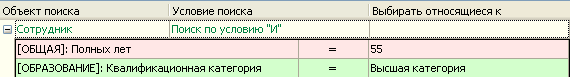 Объект поиска Условие поиска Выбирать относящиеся к
Сотрудник Поиск по условию "И"
[ОБЩАЯ]: Полных лет = 55
[ОБРАЗОВАНИЕ]: Квалификационная категория = Высшая категория